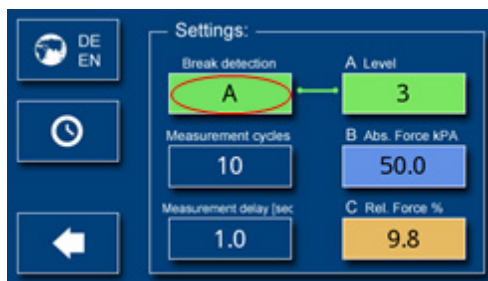 DE
EN
Settings:
Break detection
A Level
A
3
Measurement cycles
B Abs. Force kPA
10
50.0
Measurement delay [sec
C Rel. Force %
1.0
9.8